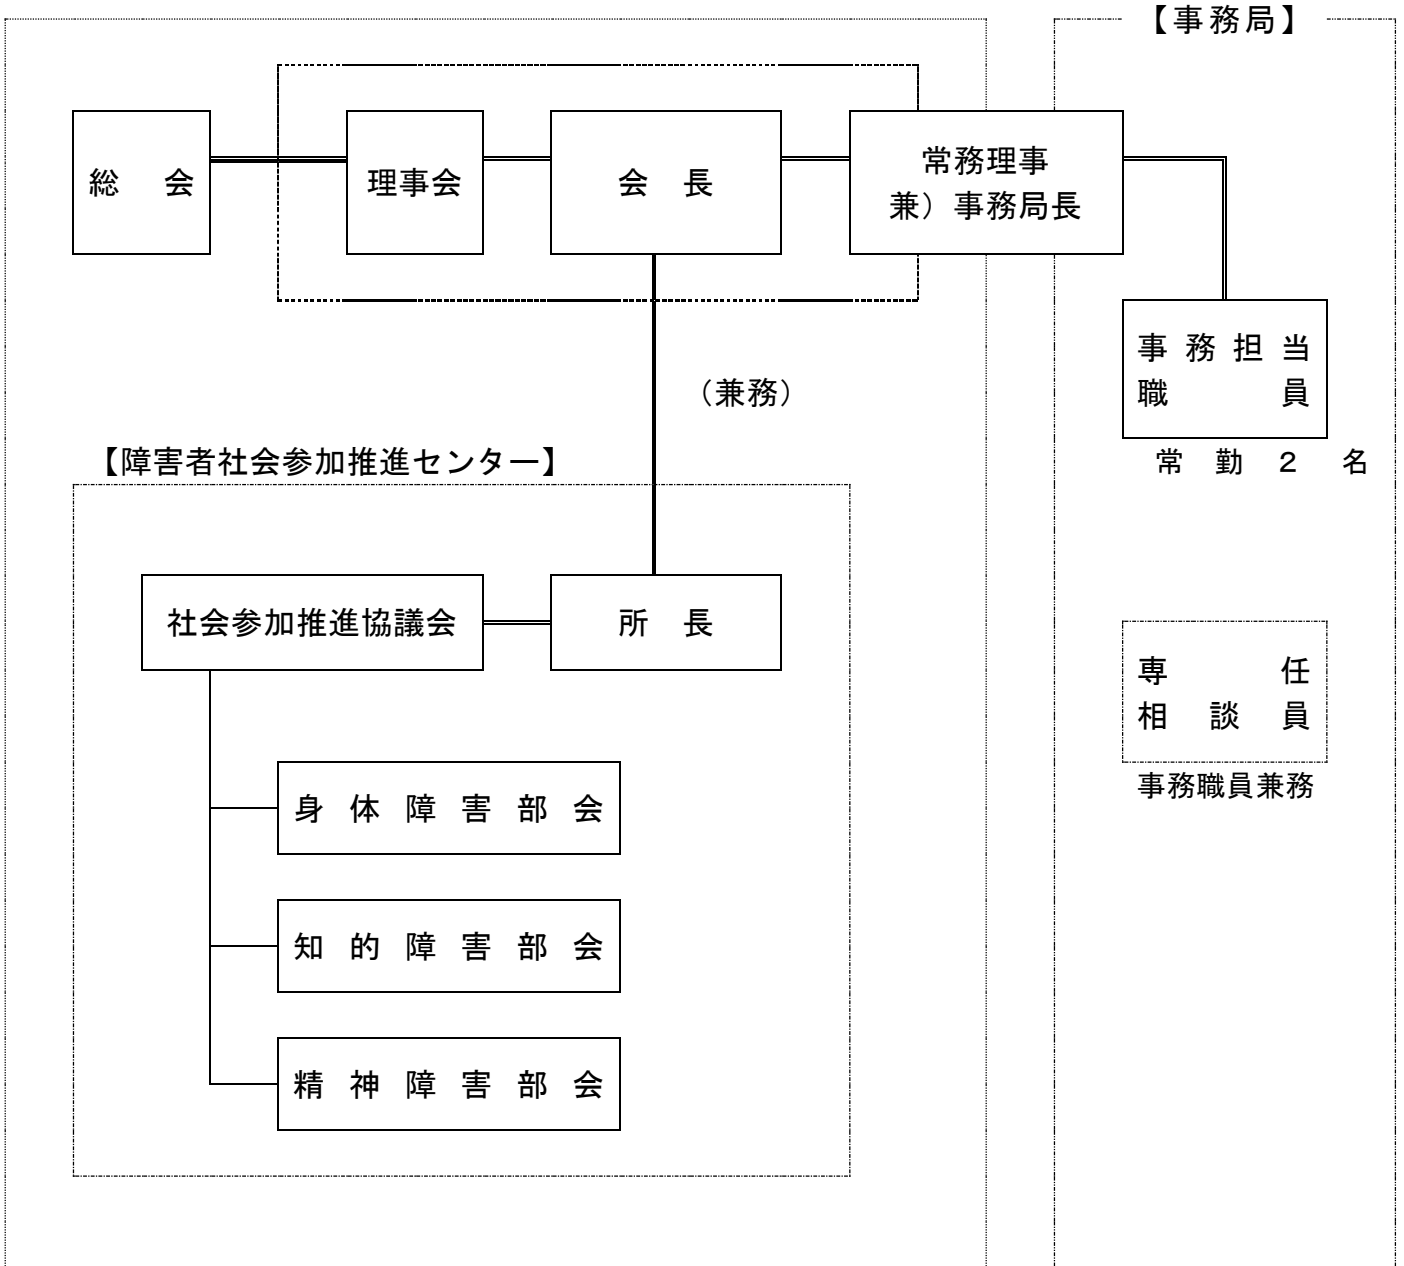 【事務局】
総　会
理事会
会　長
常務理事
兼）事務局長
事務担当
職員
常勤２名
（兼務）
【障害者社会参加推進センター】
社会参加推進協議会
所　長
専任
相談員
事務職員兼務
身体障害部会
知的障害部会
精神障害部会